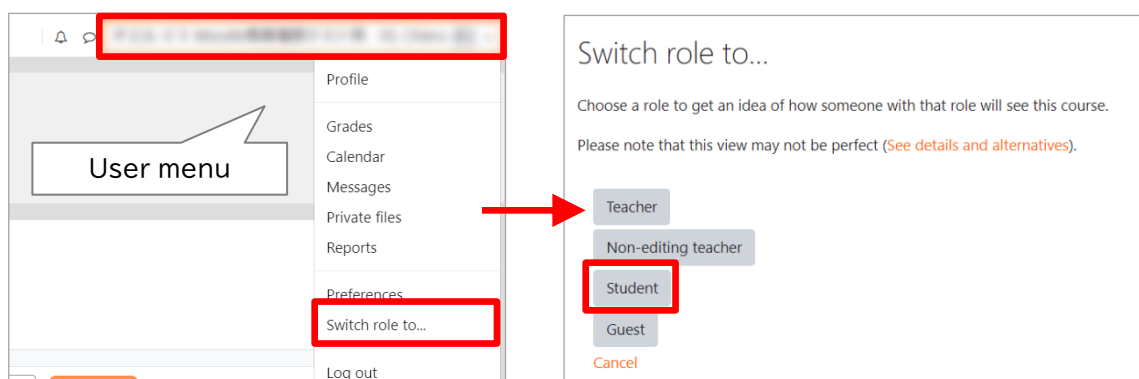 User menu
Profile
Grades
Calendar
Messages
Private files
Reports
Preferences
Switch role to...
Log out
Switch role to...
Choose a role to get an idea of how someone with that role will see this course.
Please note that this view may not be perfect (See details and alternatives).
Teacher
Non-editing teacher
Student
Guest
Cancel